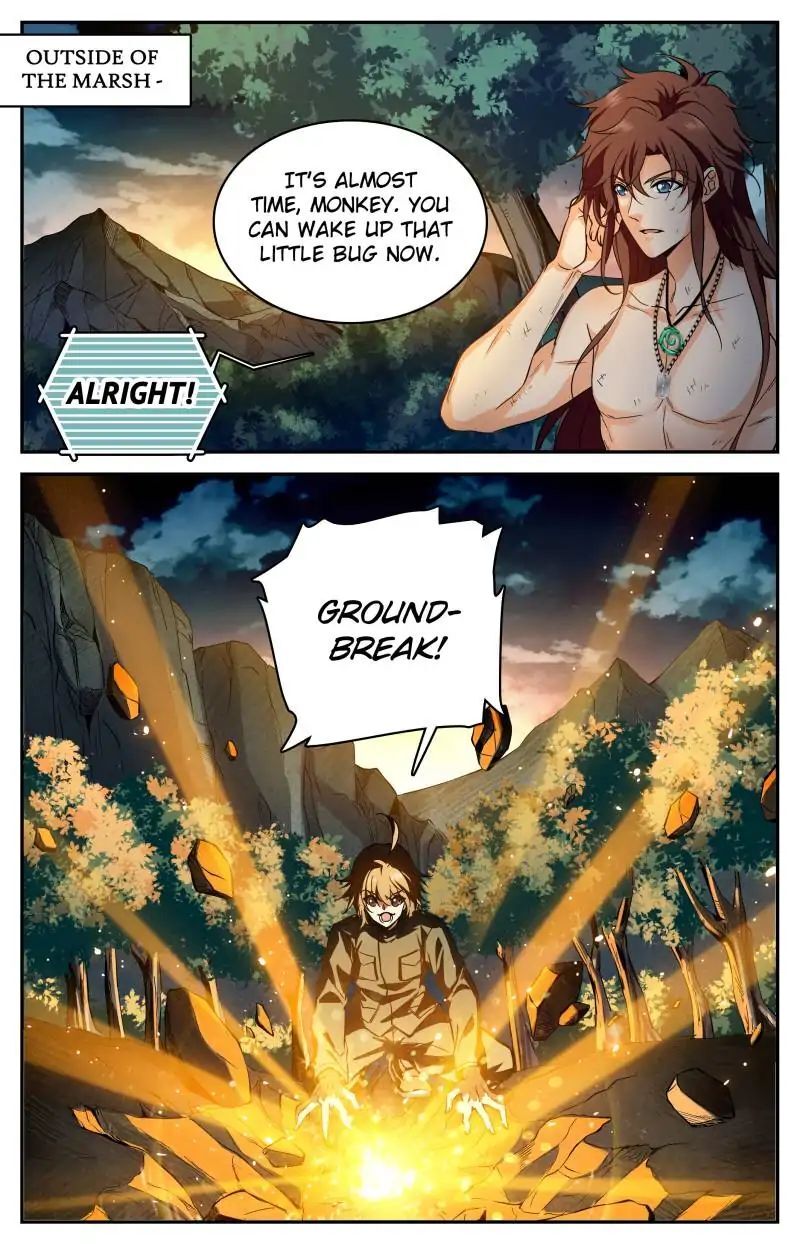 OUTSIDE OF
THE MARSH -
IT'S ALMOST
TIME, MONKEY. YOU
CAN WAKE UP THAT
LITTLE BUG NOW.
ALRIGHT!
GROUND-
BREAK!